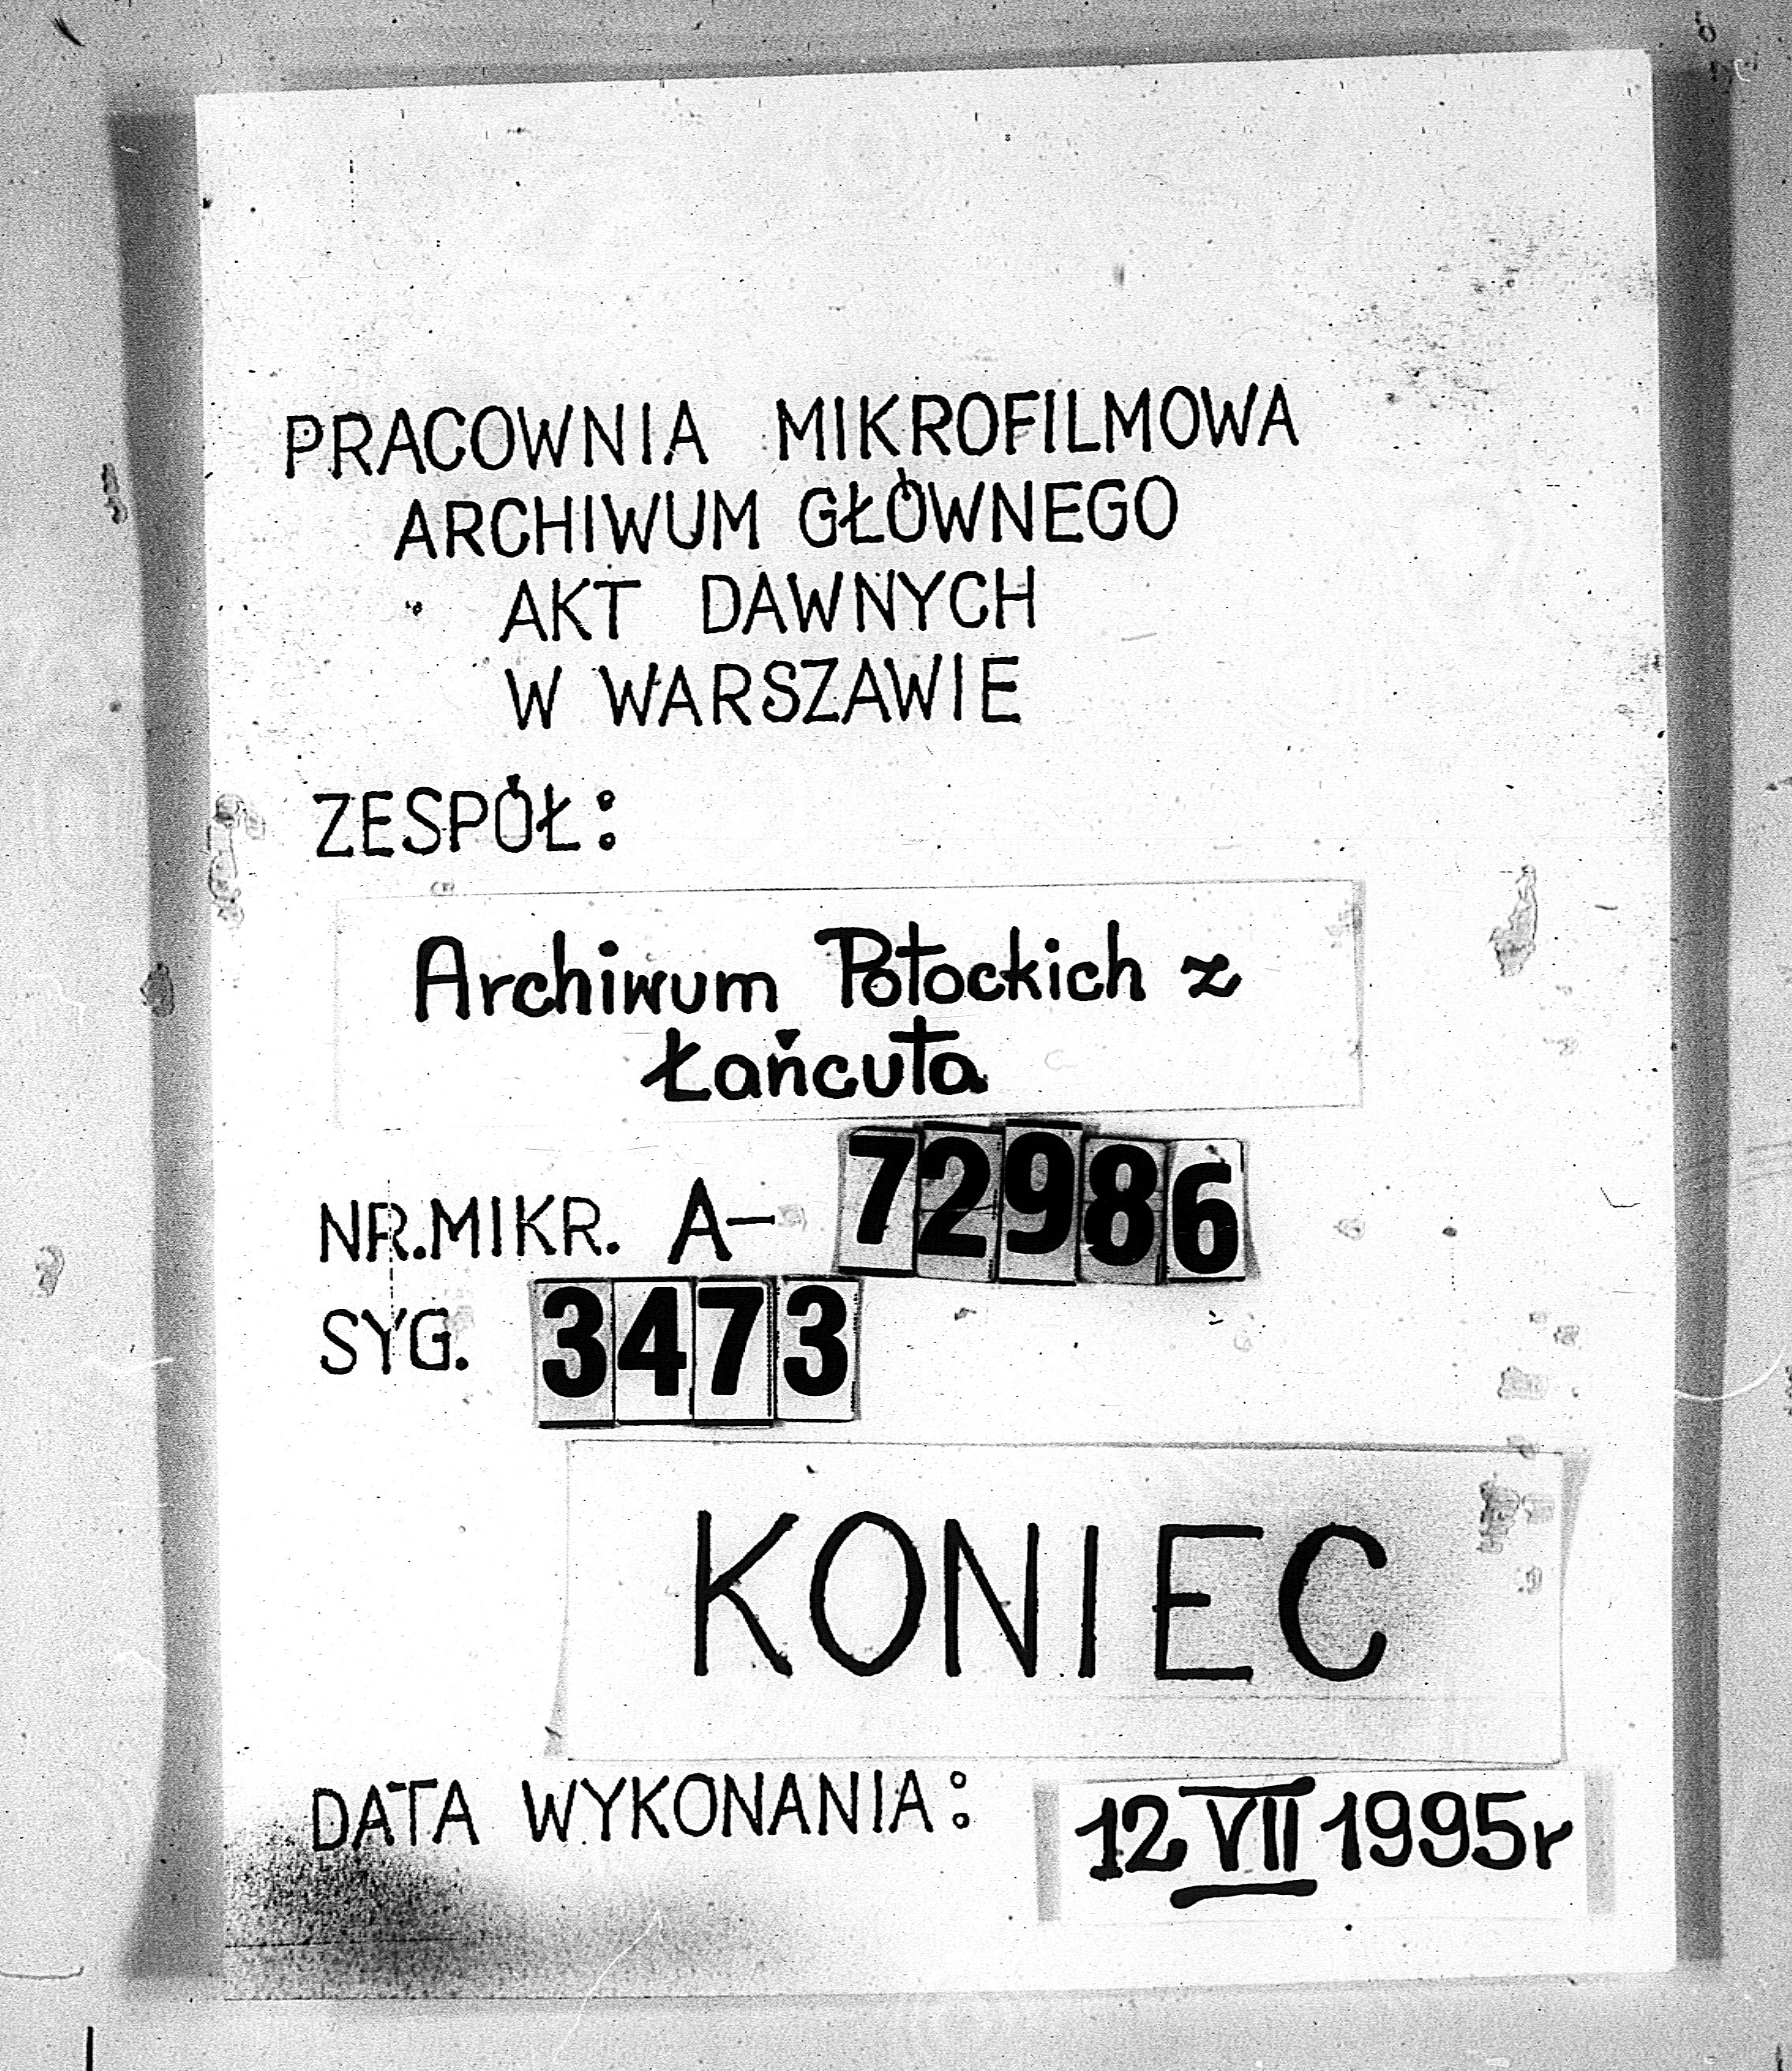 PRACOWNIA MIKROFILMOWA
ARCHIWUM GŁÓWNEGO
AKT DAWNYCH
W WARSZAWIE
ZESPÓŁ:
Archiwum Potockich z
Łańcuta
NR. MIKR. A- 72986
SYG. 3473
KONIEC
DATA WYKONANIA: 12 VII 1995r